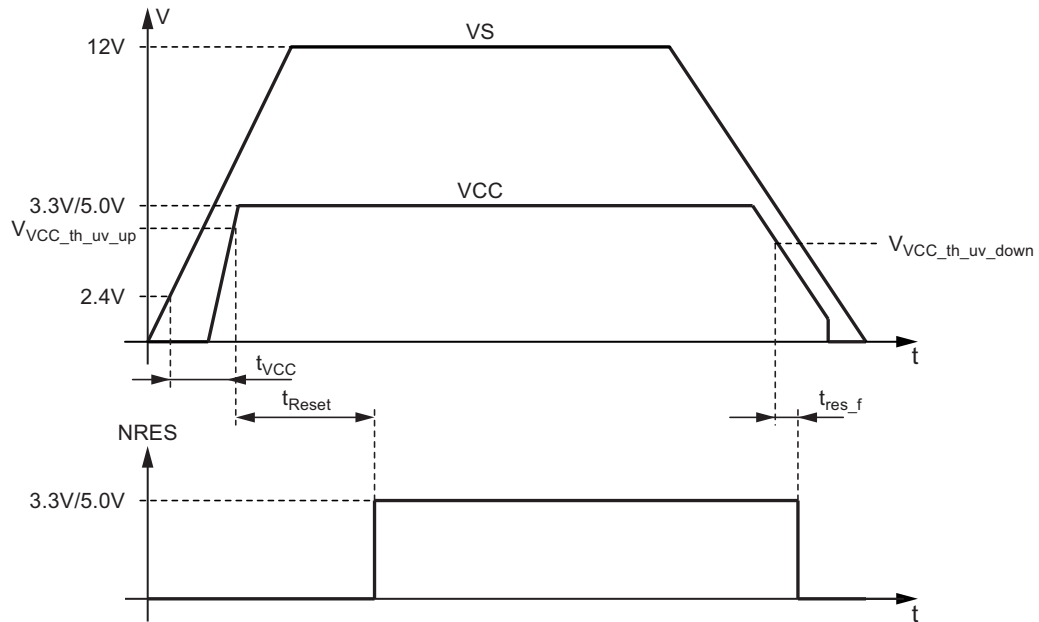 V
12V
VS
3.3V/5.0V
VCC
VVCC_th_uv_up
VVCC_th_uv_down
2.4V
t
tVCC
tReset
tres_f
NRES
3.3V/5.0V
t